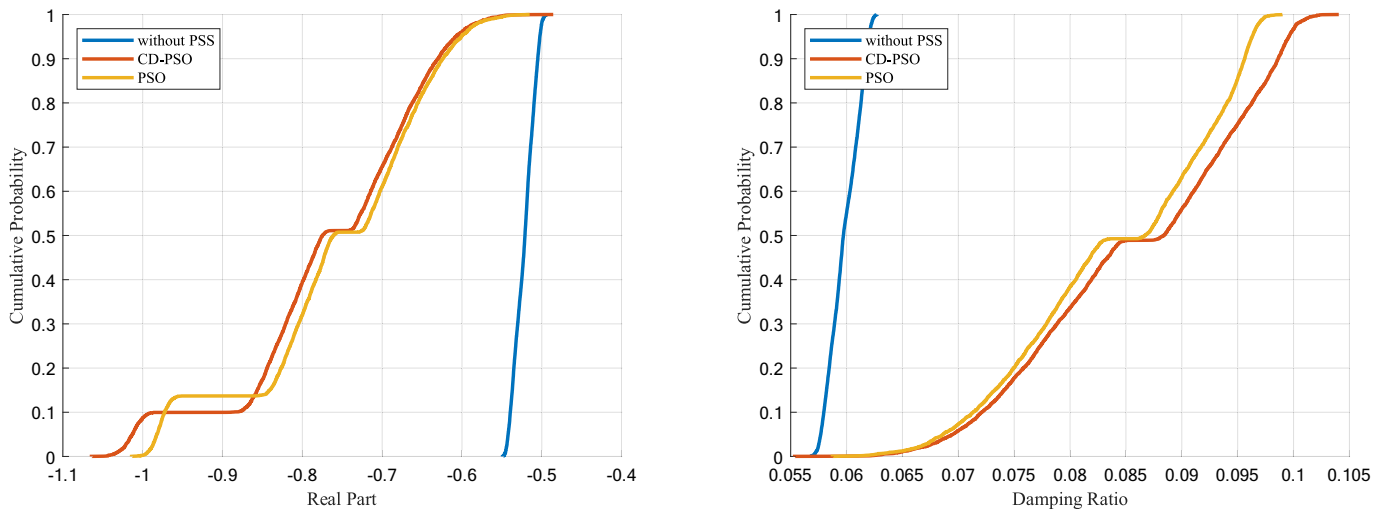 1
0.9
0.8
0.7
0.6
0.5
0.4
0.3
0.2
0.1
0
Cumulative Probability
without PSS
CD-PSO
PSO
-1.1 -1 -0.9 -0.8 -0.7 -0.6 -0.5 -0.4
Real Part
1
0.9
0.8
0.7
0.6
0.5
0.4
0.3
0.2
0.1
0
Cumulative Probability
without PSS
CD-PSO
PSO
0.055 0.06 0.065 0.07 0.075 0.08 0.085 0.09 0.095 0.1 0.105
Damping Ratio